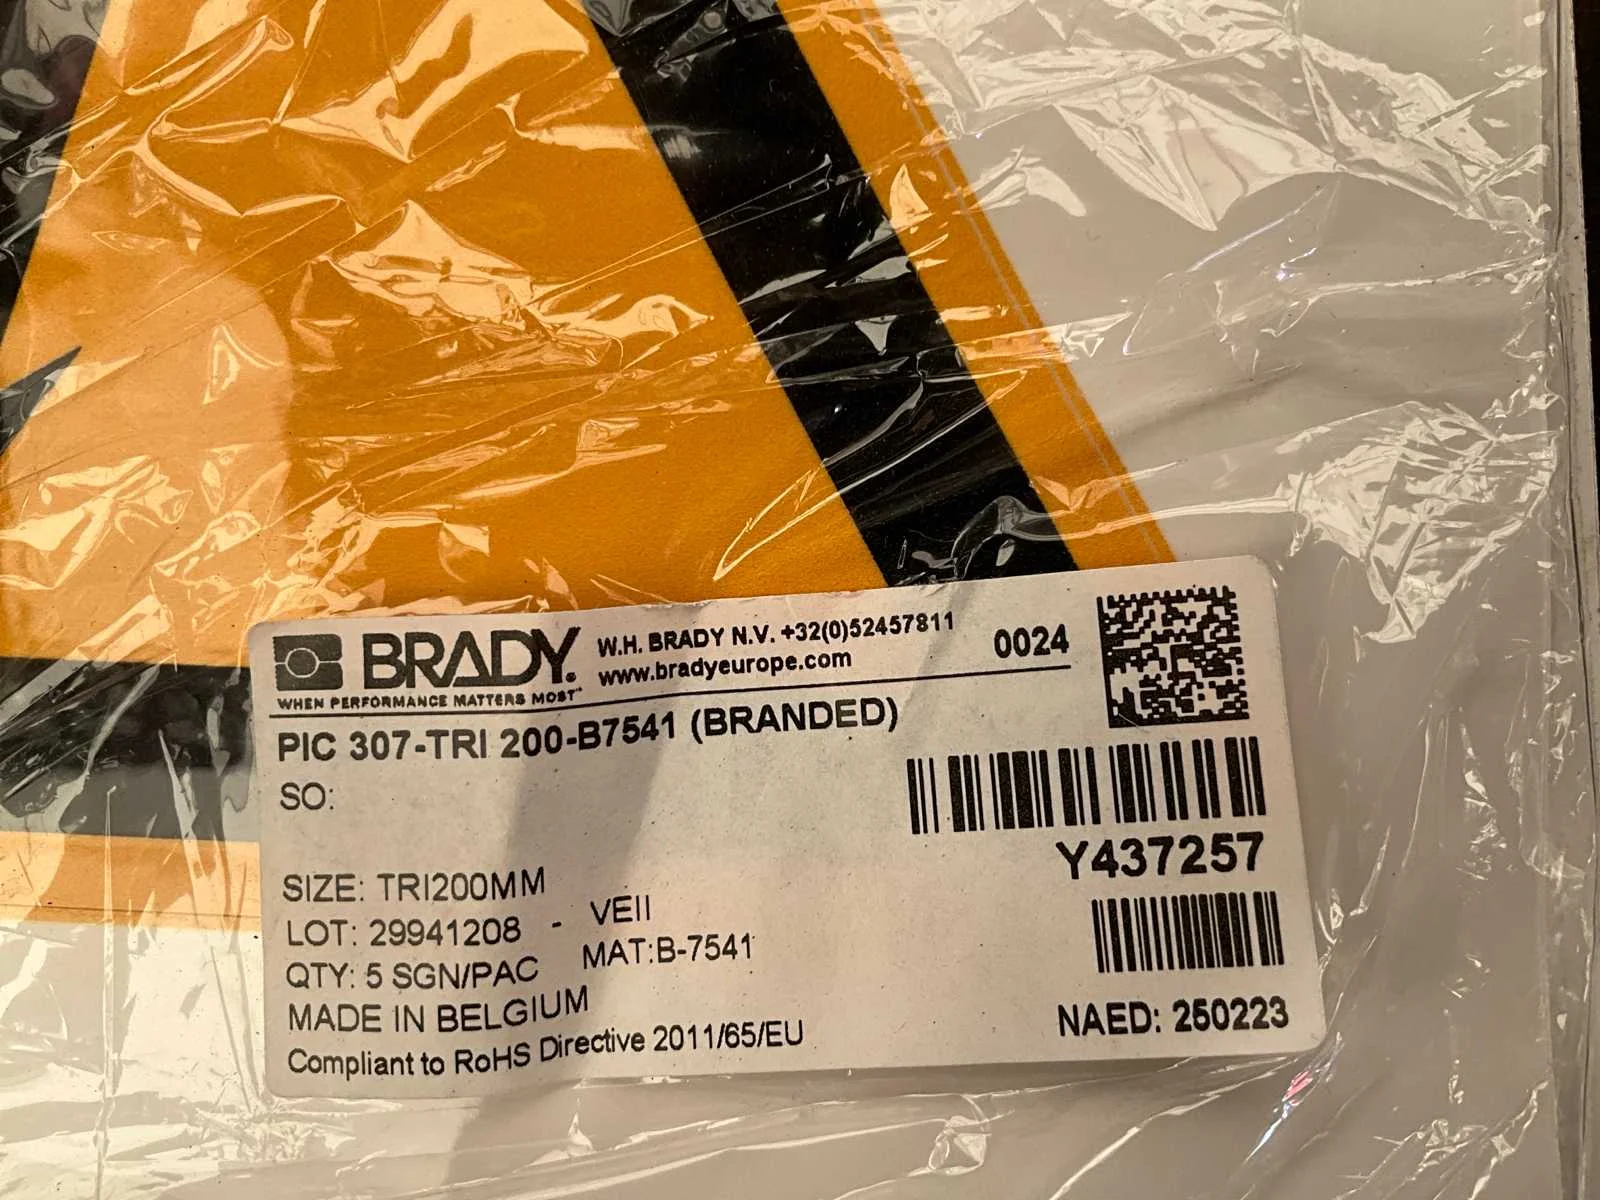 BRADY.
WHEN PERFORMANCE MATTERS MOST™
W.H. BRADY N.V. +32(0)52457811
www.bradyeurope.com
0024
PIC 307-TRI 200-B7541 (BRANDED)
SO:
Y437257
SIZE: TRI200MM
LOT: 29941208 - VEII
QTY: 5 SGN/PAC MAT:B-7541
MADE IN BELGIUM
Compliant to RoHS Directive 2011/65/EU
NAED: 250223